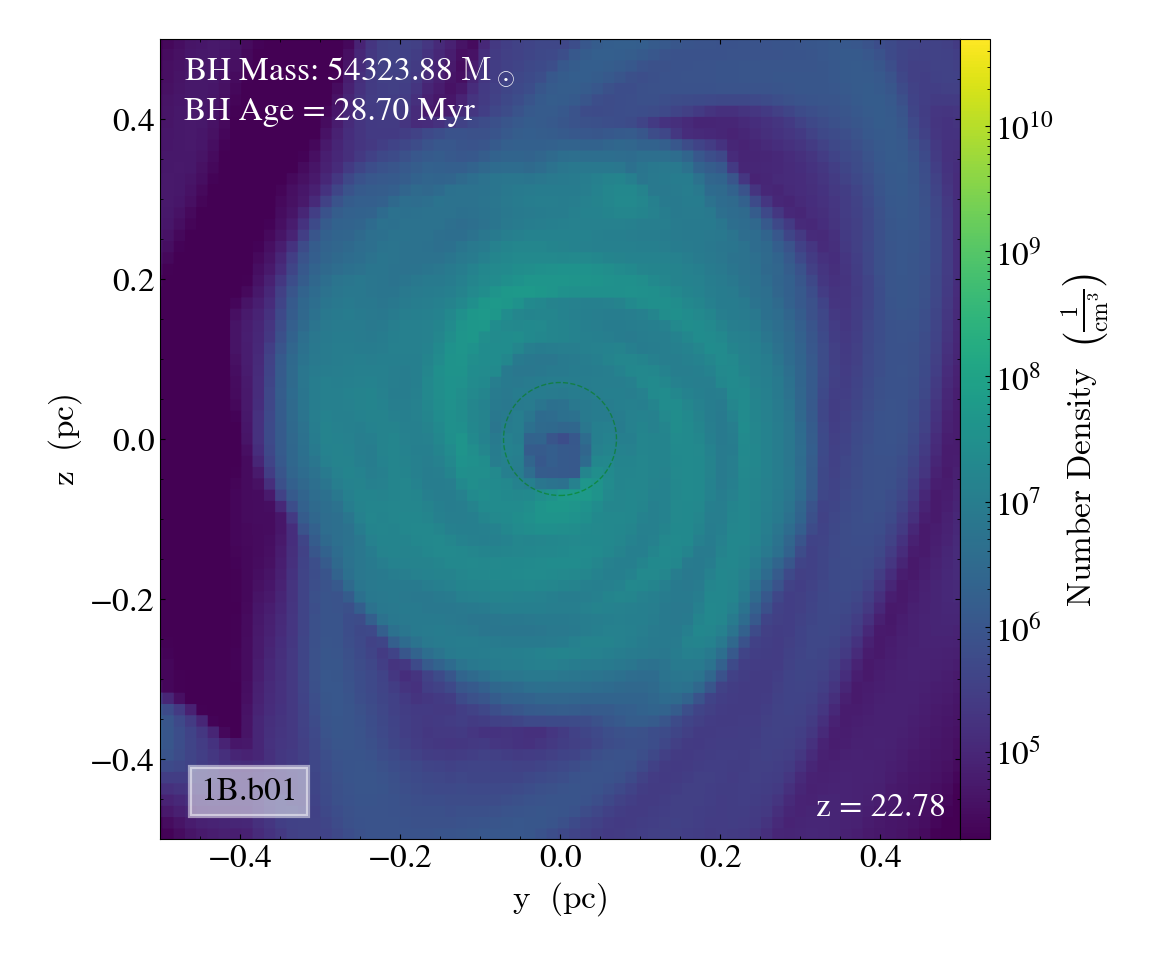 BH Mass: 54323.88 M⊙
BH Age = 28.70 Myr
0.4
0.2
0.0
−0.2
−0.4
z (pc)
1B.b01
z = 22.78
−0.4 −0.2 0.0 0.2 0.4
y (pc)
10^10
10^9
10^8
10^7
10^6
10^5
Number Density (1/cm^3)